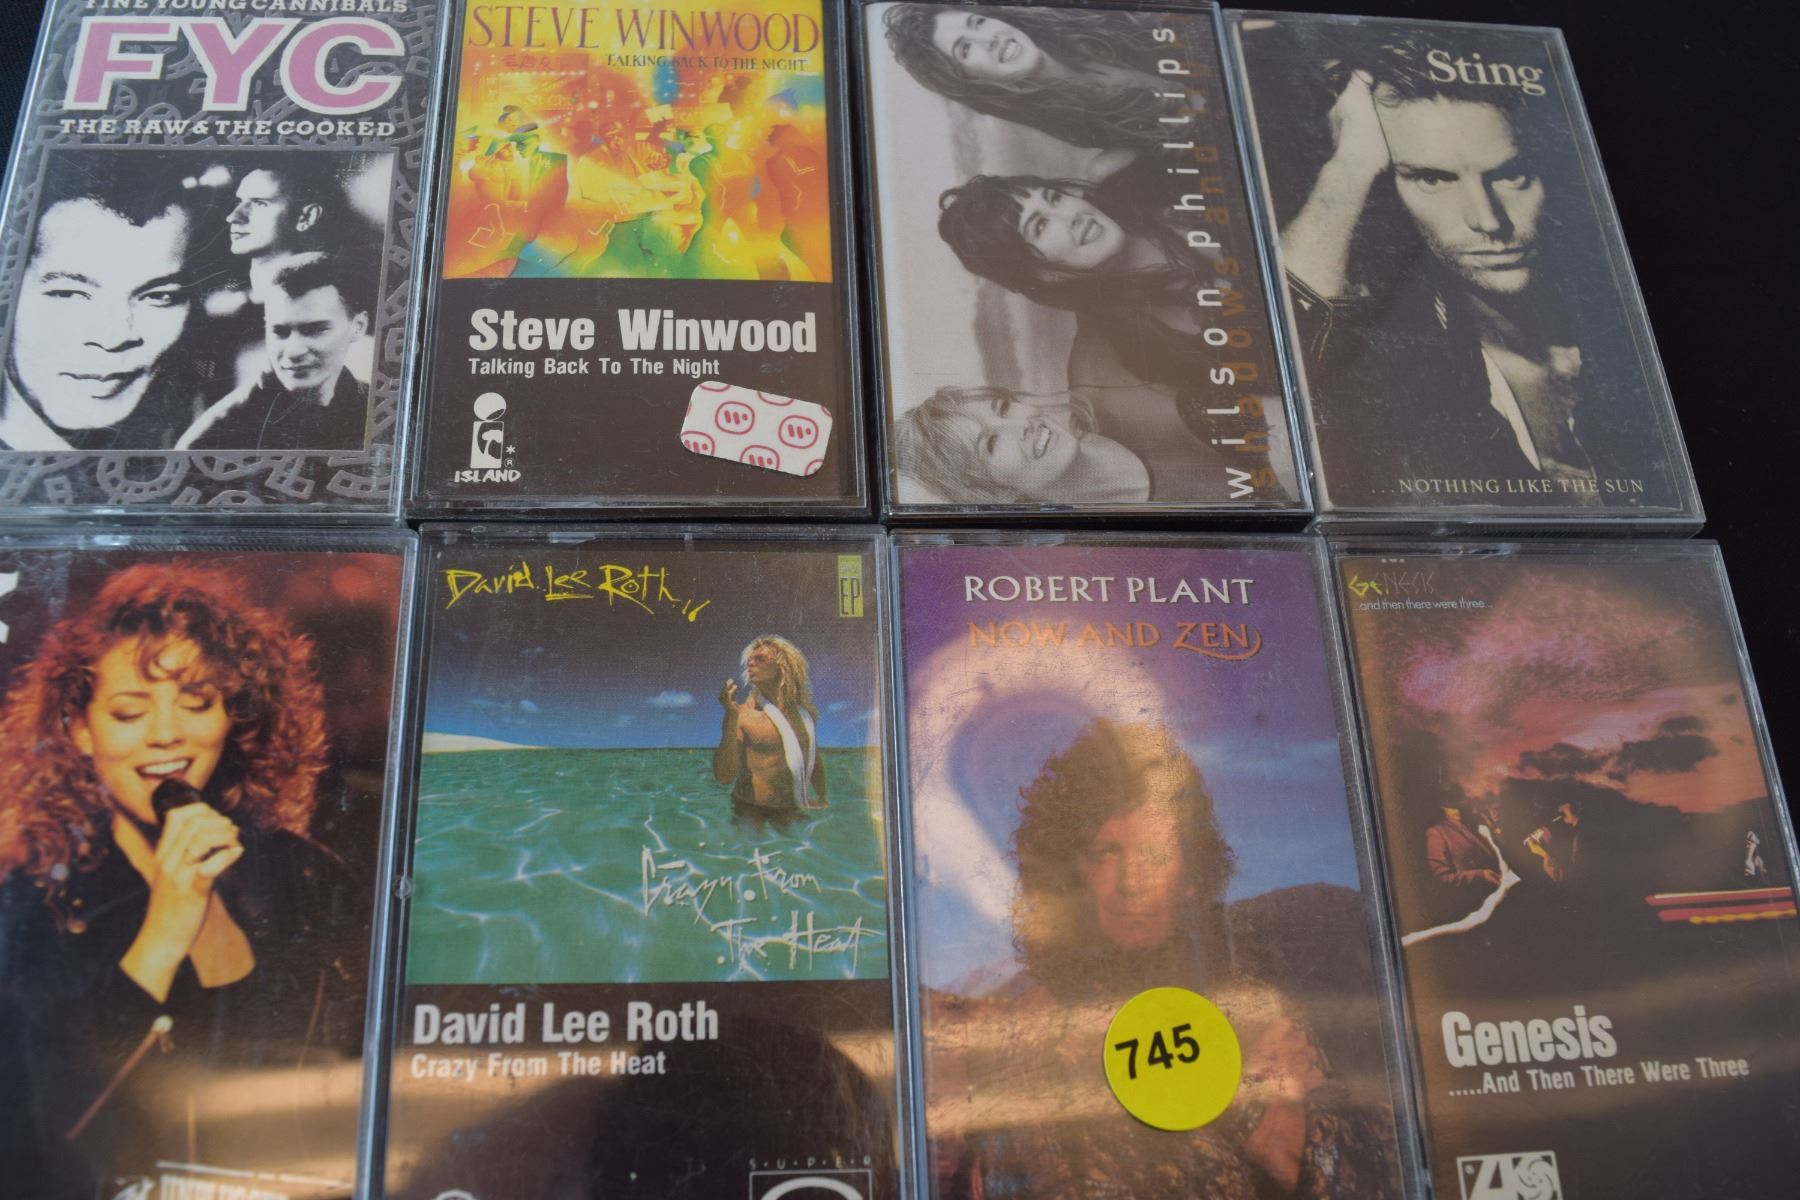 FINE YOUNG CANNIBALS
FYC
THE RAW & THE COOKED
STEVE WINWOOD
TALKING BACK TO THE NIGHT
Steve Winwood
Talking Back To The Night
ISLAND
wilson phillips
shadows and light
Sting
...NOTHING LIKE THE SUN
David Lee Roth
EP
Crazy From
The Heat
David Lee Roth
Crazy From The Heat
SUPER
ROBERT PLANT
NOW AND ZEN
745
GENESIS
...and then there were three...
Genesis
.....And Then There Were Three